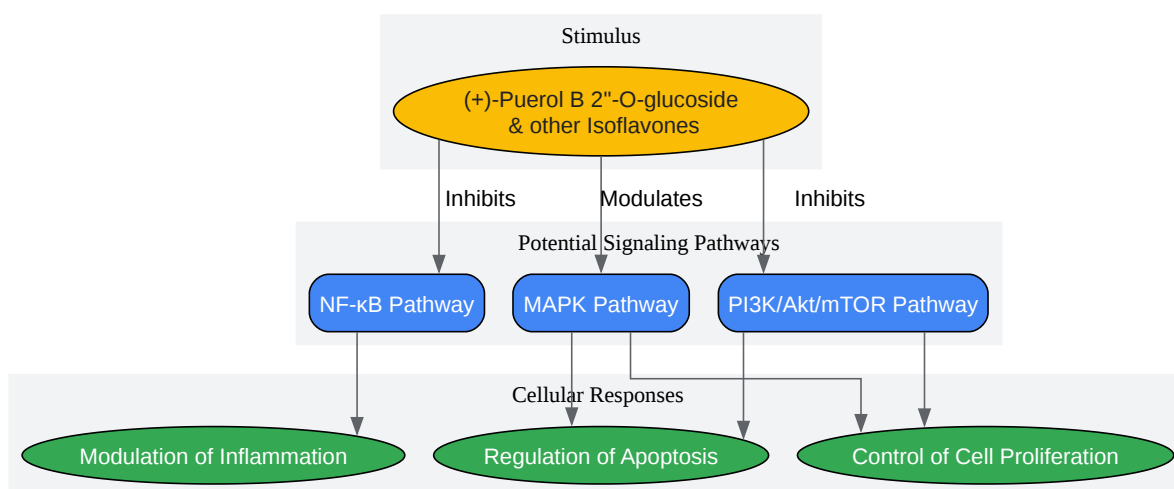 Stimulus
(+)-Puerol B 2"-O-glucoside
& other Isoflavones
Inhibits
Modulates
Inhibits
Potential Signaling Pathways
NF-κB Pathway
MAPK Pathway
PI3K/Akt/mTOR Pathway
Cellular Responses
Modulation of Inflammation
Regulation of Apoptosis
Control of Cell Proliferation